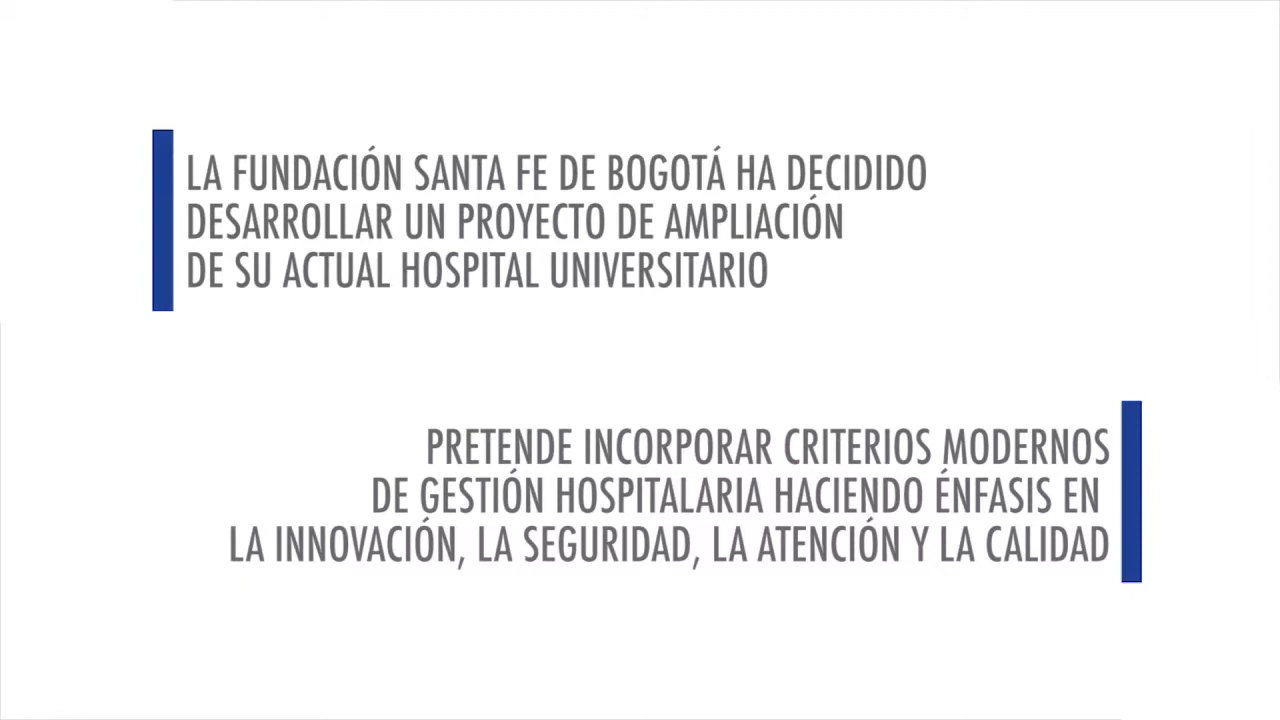 LA FUNDACIÓN SANTA FE DE BOGOTÁ HA DECIDIDO
DESARROLLAR UN PROYECTO DE AMPLIACIÓN
DE SU ACTUAL HOSPITAL UNIVERSITARIO
PRETENDE INCORPORAR CRITERIOS MODERNOS
DE GESTIÓN HOSPITALARIA HACIENDO ÉNFASIS EN
LA INNOVACIÓN, LA SEGURIDAD, LA ATENCIÓN Y LA CALIDAD